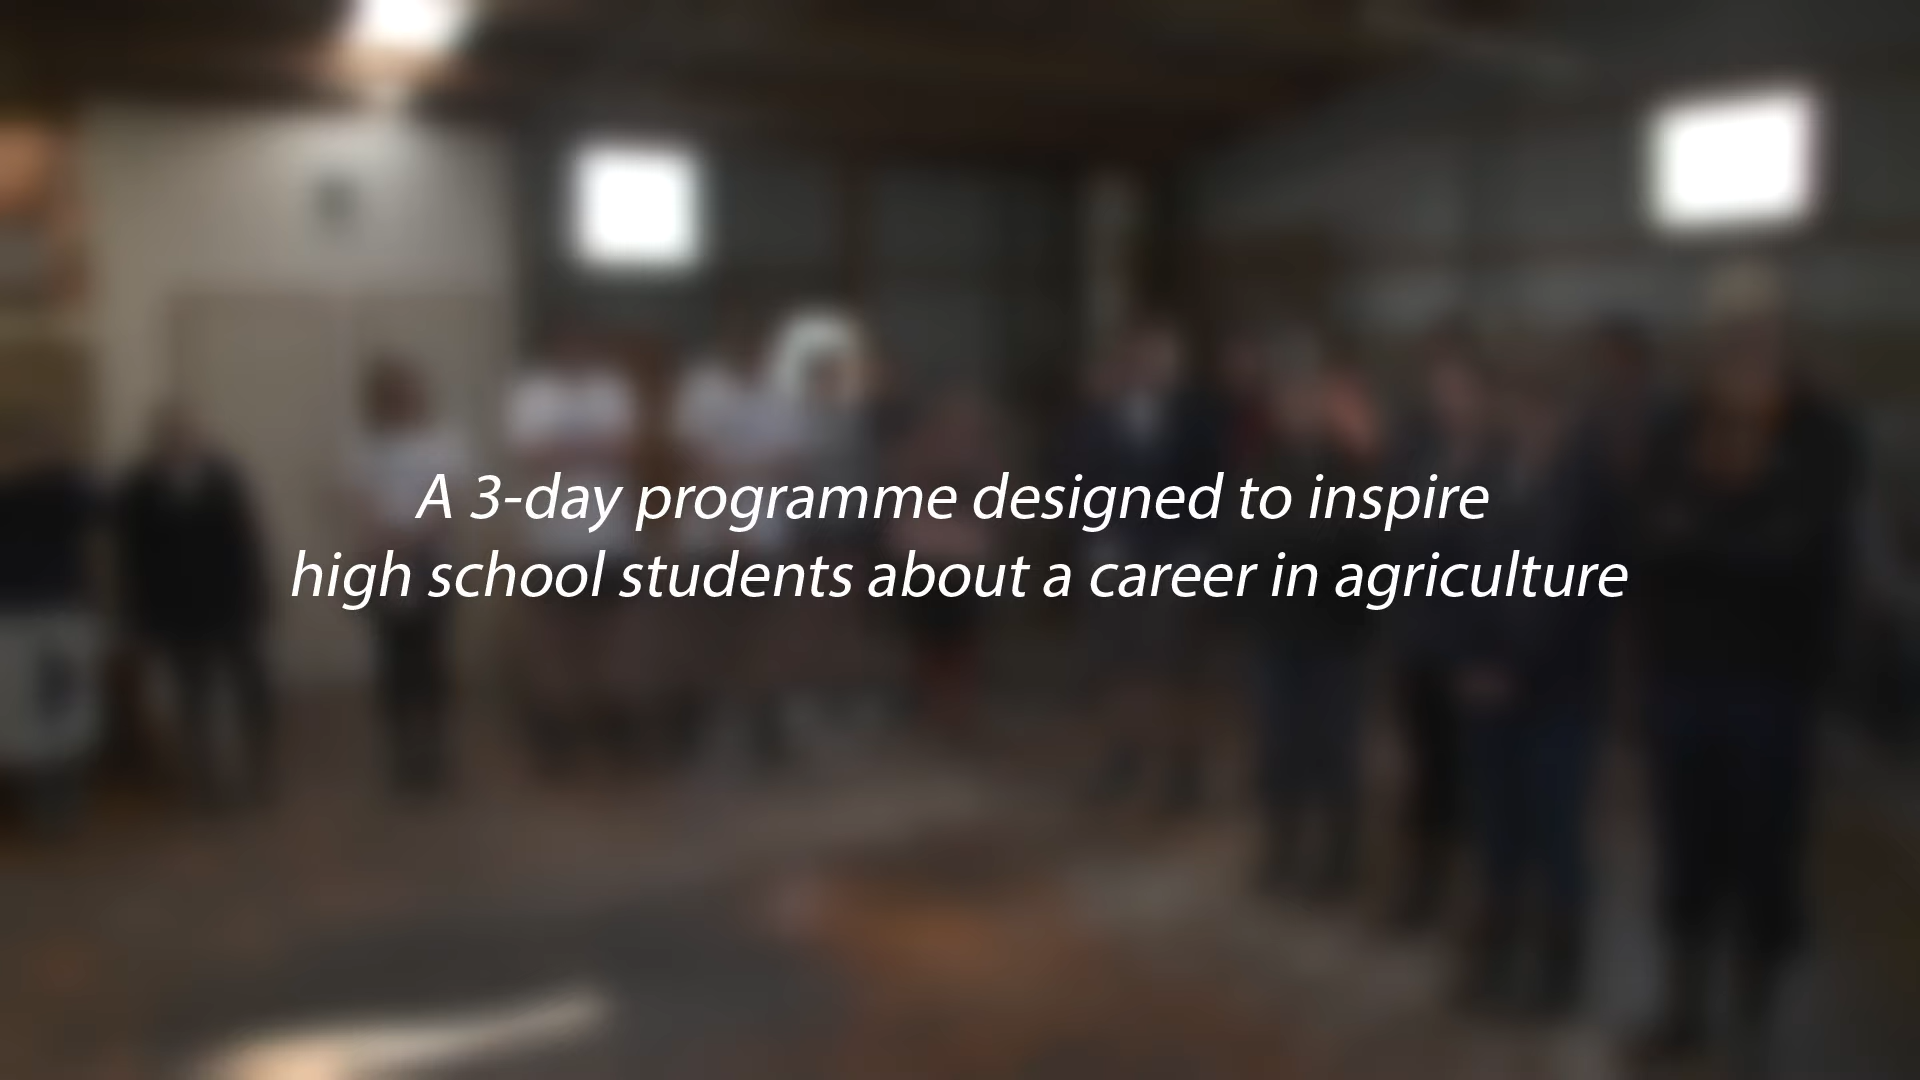 A 3-day programme designed to inspire
high school students about a career in agriculture